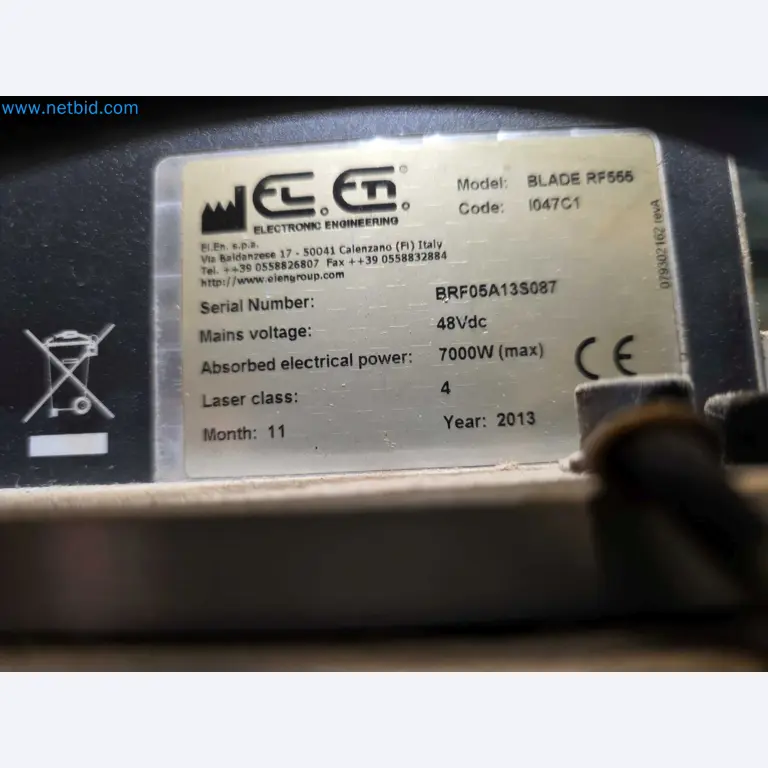 www.netbid.com
EL.En.®
ELECTRONIC ENGINEERING
El.En. s.p.a.
Via Baldanzese 17 - 50041 Calenzano (FI) Italy
Tel. ++39 0558826807 Fax ++39 0558832884
http://www.elengroup.com
Model: BLADE RF555
Code: I047C1
079302162 revA
Serial Number: BRF05A13S087
Mains voltage: 48Vdc
Absorbed electrical power: 7000W (max)
Laser class: 4
Month: 11 Year: 2013
CE